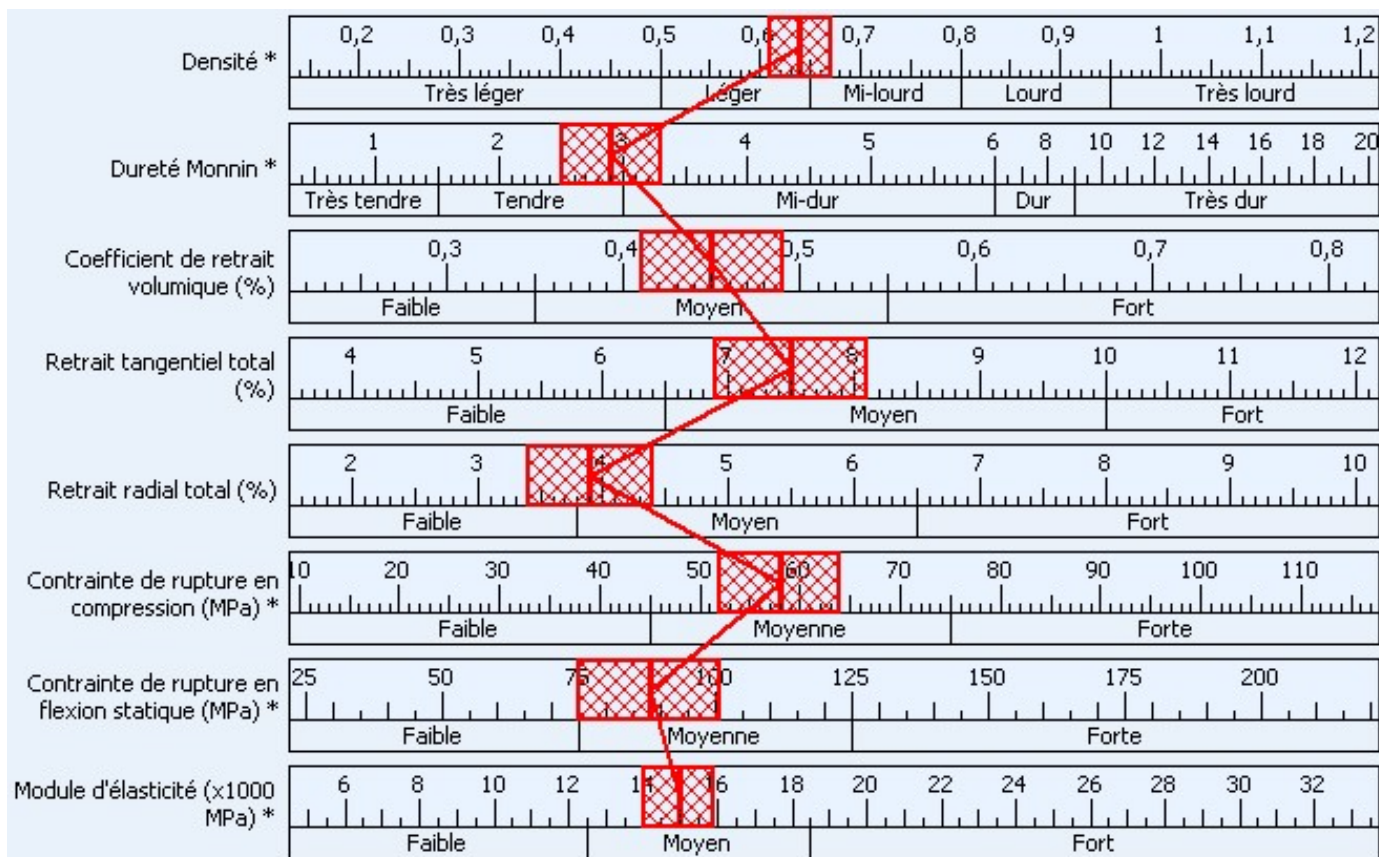 0,2 0,3 0,4 0,5 0,6 0,7 0,8 0,9 1 1,1 1,2
Densité *
Très léger Léger Mi-lourd Lourd Très lourd
1 2 3 4 5 6 8 10 12 14 16 18 20
Dureté Monnin *
Très tendre Tendre Mi-dur Dur Très dur
0,3 0,4 0,5 0,6 0,7 0,8
Coefficient de retrait
volumique (%)
Faible Moyen Fort
4 5 6 7 8 9 10 11 12
Retrait tangentiel total
(%)
Faible Moyen Fort
2 3 4 5 6 7 8 9 10
Retrait radial total (%)
Faible Moyen Fort
10 20 30 40 50 60 70 80 90 100 110
Contrainte de rupture en
compression (MPa) *
Faible Moyenne Forte
25 50 75 100 125 150 175 200
Contrainte de rupture en
flexion statique (MPa) *
Faible Moyenne Forte
6 8 10 12 14 16 18 20 22 24 26 28 30 32
Module d'élasticité (x1000
MPa) *
Faible Moyen Fort